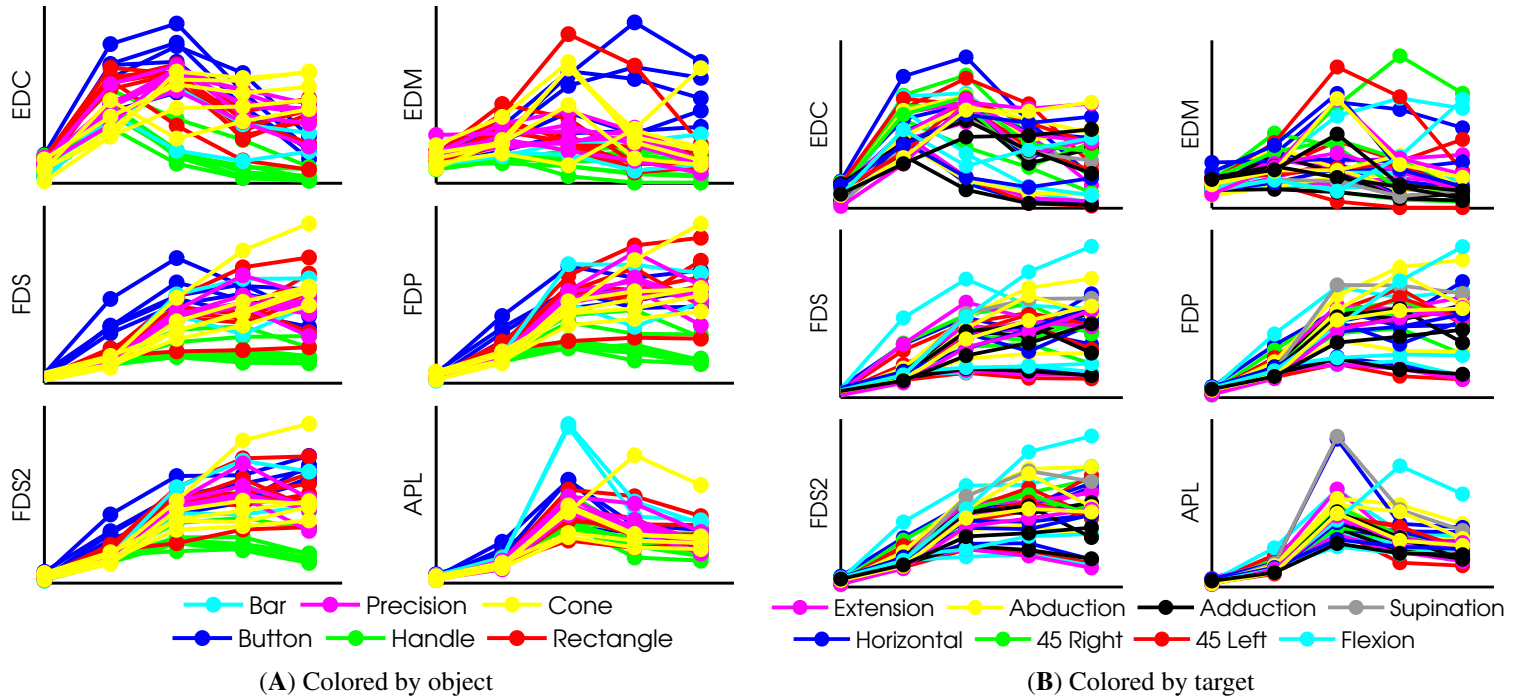 EDC
EDM
FDS
FDP
FDS2
APL
Bar
Precision
Cone
Button
Handle
Rectangle
(A) Colored by object
EDC
EDM
FDS
FDP
FDS2
APL
Extension
Abduction
Adduction
Supination
Horizontal
45 Right
45 Left
Flexion
(B) Colored by target